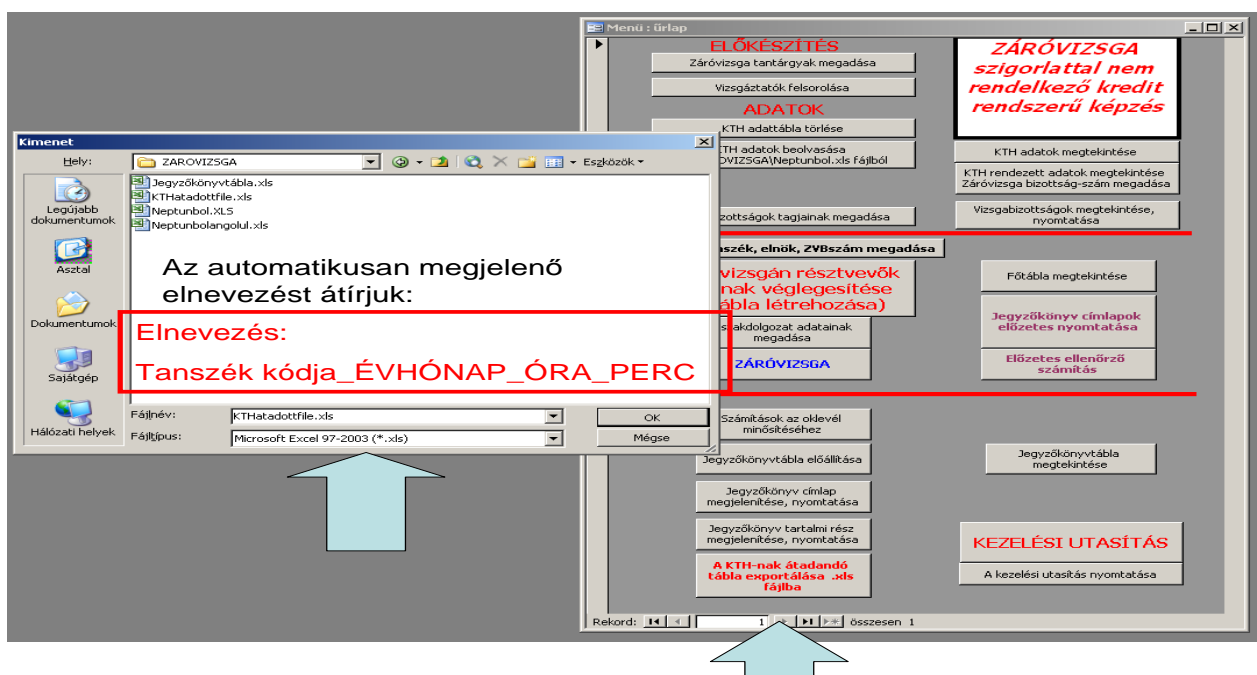 Menü : űrlap
ELŐKÉSZÍTÉS
Záróvizsga tantárgyak megadása
Vizsgáztatók felsorolása
ADATOK
KTH adattábla törlése
KTH adatok beolvasása
OVIZSGA\Neptunbol.xls fájlból
zottságok tagjainak megadása
ZÁRÓVIZSGA
szigorlattal nem
rendelkező kredit
rendszerű képzés
KTH adatok megtekintése
KTH rendezett adatok megtekintése
Záróvizsga bizottság-szám megadása
Vizsgabizottságok megtekintése,
nyomtatása
nszék, elnök, ZVBszám megadása
vizsgán résztvevők
nak véglegesítése
ábla létrehozása)
akdolgozat adatainak
megadása
ZÁRÓVIZSGA
Főtábla megtekintése
Jegyzőkönyv címlapok
előzetes nyomtatása
Előzetes ellenőrző
számítás
Számítások az oklevél
minősítéséhez
Jegyzőkönyvtábla előállítása
Jegyzőkönyv címlap
megjelenítése, nyomtatása
Jegyzőkönyv tartalmi rész
megjelenítése, nyomtatása
A KTH-nak átadandó
tábla exportálása .xls
fájlba
Jegyzőkönyvtábla
megtekintése
KEZELÉSI UTASÍTÁS
A kezelési utasítás nyomtatása
Rekord: 1 összesen 1
Kimenet
Hely: ZAROVIZSGA Eszközök
Legújabb
dokumentumok
Asztal
Dokumentumok
Sajátgép
Hálózati helyek
Jegyzőkönyvtábla.xls
KTHatadottfile.xls
Neptunbol.XLS
Neptunbolangolul.xls
Az automatikusan megjelenő
elnevezést átírjuk:
Elnevezés:
Tanszék kódja_ÉVHÓNAP_ÓRA_PERC
Fájlnév: KTHatadottfile.xls OK
Fájltípus: Microsoft Excel 97-2003 (*.xls) Mégse